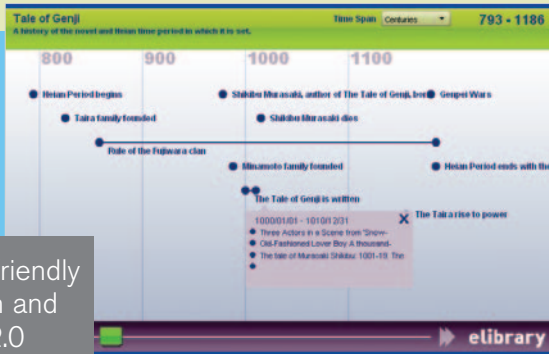 Tale of Genji
A history of the novel and Heian time period in which it is set.
Time Span Centuries
793 - 1186
800 900 1000 1100
Heian Period begins
Shikibu Murasaki, author of The Tale of Genji, born
Genpei Wars
Taira family founded
Shikibu Murasaki dies
Rule of the Fujiwara clan
Minamoto family founded
Heian Period ends with the
The Tale of Genji is written
The Taira rise to power
1000/01/01 - 1010/12/31
X
Three Actors in a Scene from "Snow-
Old-Fashioned Lover Boy A thousand-
The tale of Murasaki Shikibu: 1001-19. The
riendly
n and
2.0
elibrary